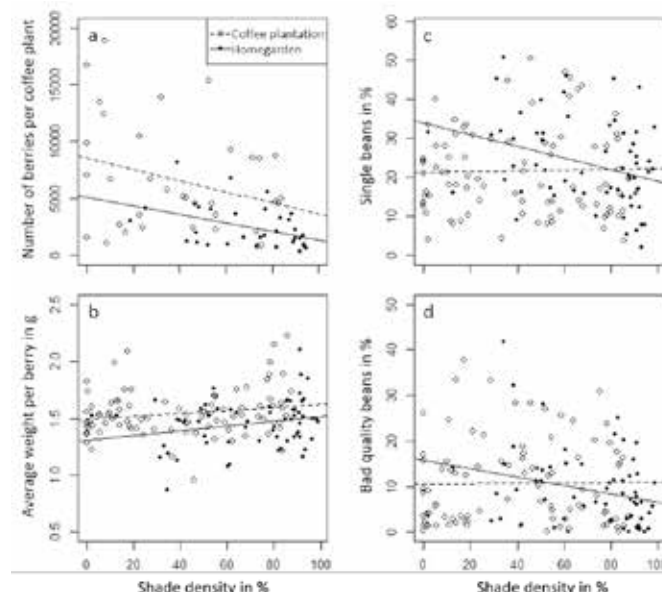 a
Coffee plantation
Homegarden
Number of berries per coffee plant
0
5000
10000
15000
20000
c
Single beans in %
0
10
20
30
40
50
60
b
Average weight per berry in g
0.5
1.0
1.5
2.0
2.5
0 20 40 60 80 100
Shade density in %
d
Bad quality beans in %
0
10
20
30
40
50
0 20 40 60 80 100
Shade density in %